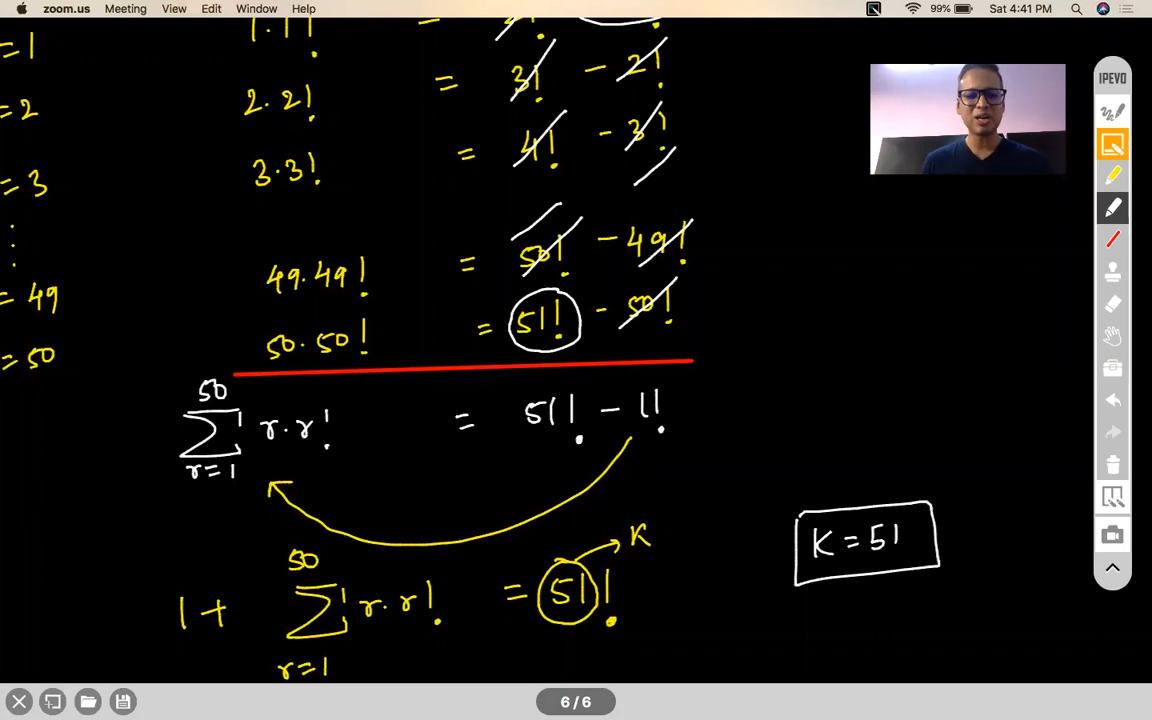 zoom.us Meeting View Edit Window Help 99% Sat 4:41 PM
IPEVO
= 1 1.1!
= 2 2.2! = 3! - 2!
= 3 3.3! = 4! - 3!
= 49 49.49! = 50! - 49!
= 50 50.50! = 51! - 50!
50
∑ r.r! = 51! - 1!
r=1
K
K = 51
50
1 + ∑ r.r! = 51!
r=1
6/6